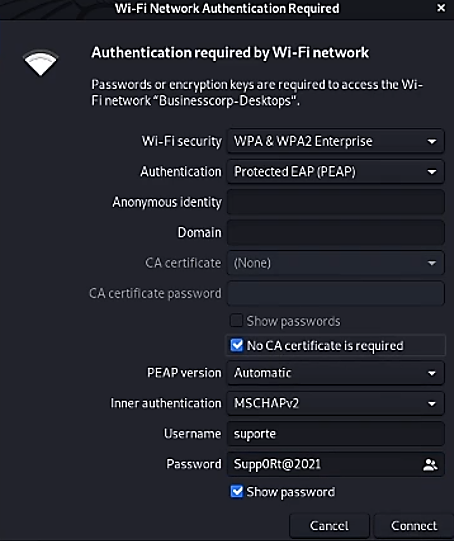 Wi-Fi Network Authentication Required
Authentication required by Wi-Fi network
Passwords or encryption keys are required to access the Wi-
Fi network “Businesscorp-Desktops”.
Wi-Fi security WPA & WPA2 Enterprise
Authentication Protected EAP (PEAP)
Anonymous identity
Domain
CA certificate (None)
CA certificate password
Show passwords
No CA certificate is required
PEAP version Automatic
Inner authentication MSCHAPv2
Username suporte
Password Supp0Rt@2021
Show password
Cancel Connect